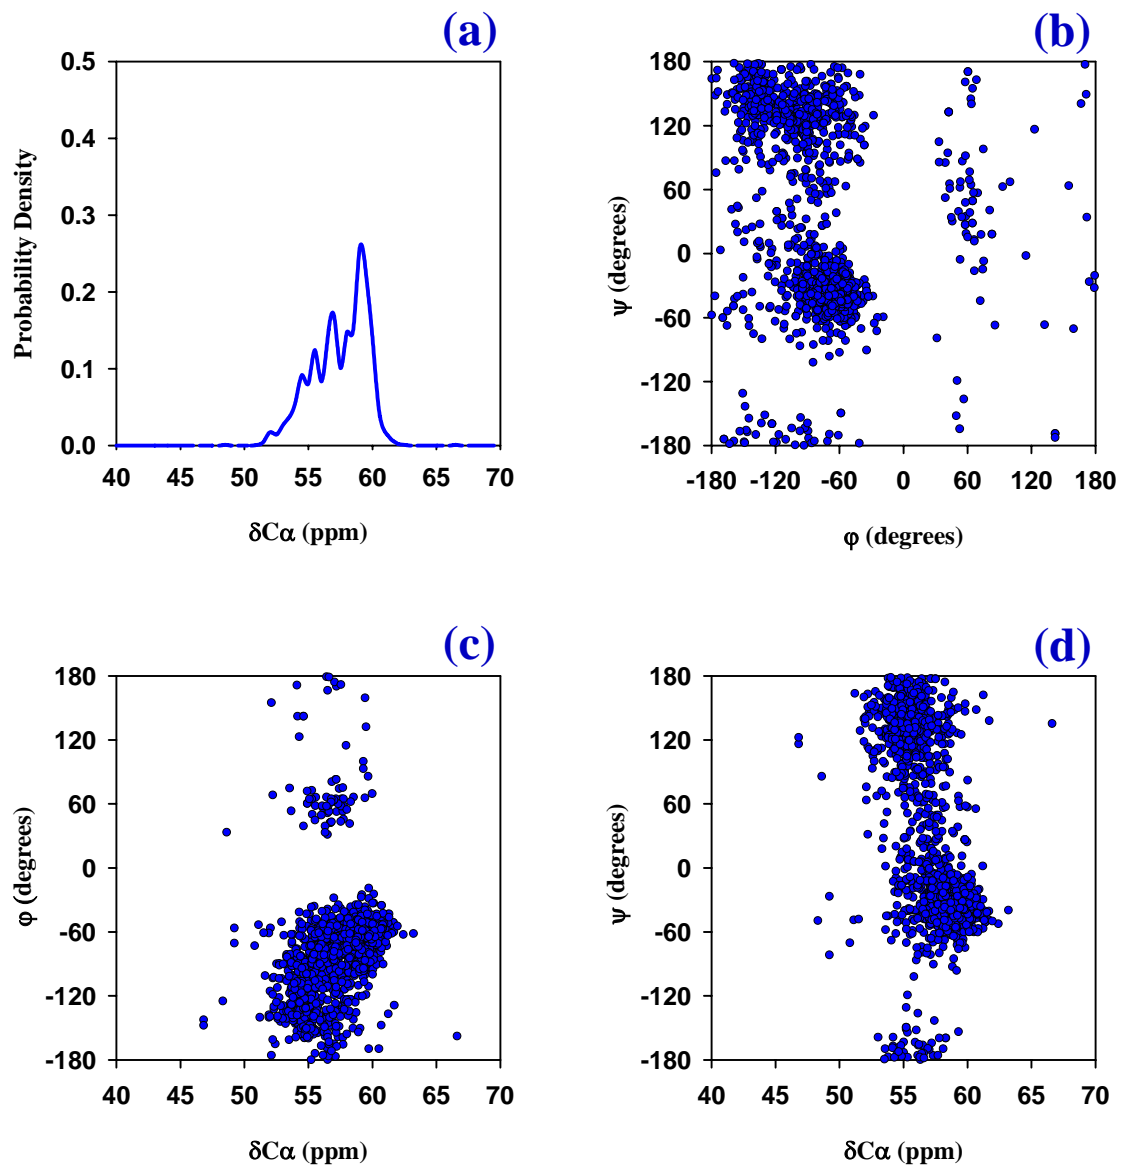 (a)
0.5
0.4
0.3
0.2
0.1
0.0
Probability Density
40 45 50 55 60 65 70
δCα (ppm)
(b)
180
120
60
0
-60
-120
-180
ψ (degrees)
-180 -120 -60 0 60 120 180
φ (degrees)
(c)
180
120
60
0
-60
-120
-180
φ (degrees)
40 45 50 55 60 65 70
δCα (ppm)
(d)
180
120
60
0
-60
-120
-180
ψ (degrees)
40 45 50 55 60 65 70
δCα (ppm)